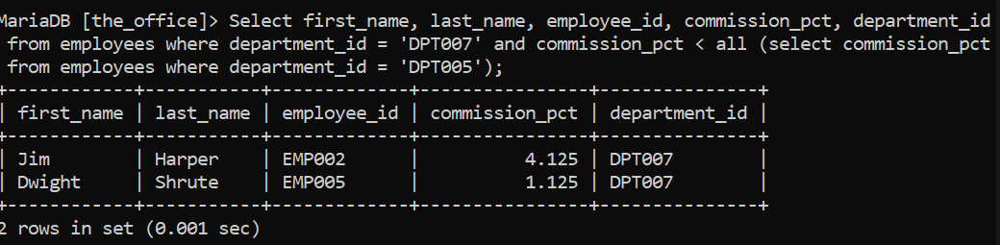 MariaDB [the_office]> Select first_name, last_name, employee_id, commission_pct, department_id
from employees where department_id = 'DPT007' and commission_pct < all (select commission_pct
from employees where department_id = 'DPT005');
+------------+-----------+-------------+----------------+---------------+
| first_name | last_name | employee_id | commission_pct | department_id |
+------------+-----------+-------------+----------------+---------------+
| Jim        | Harper    | EMP002      |          4.125 | DPT007        |
| Dwight     | Shrute    | EMP005      |          1.125 | DPT007        |
+------------+-----------+-------------+----------------+---------------+
2 rows in set (0.001 sec)